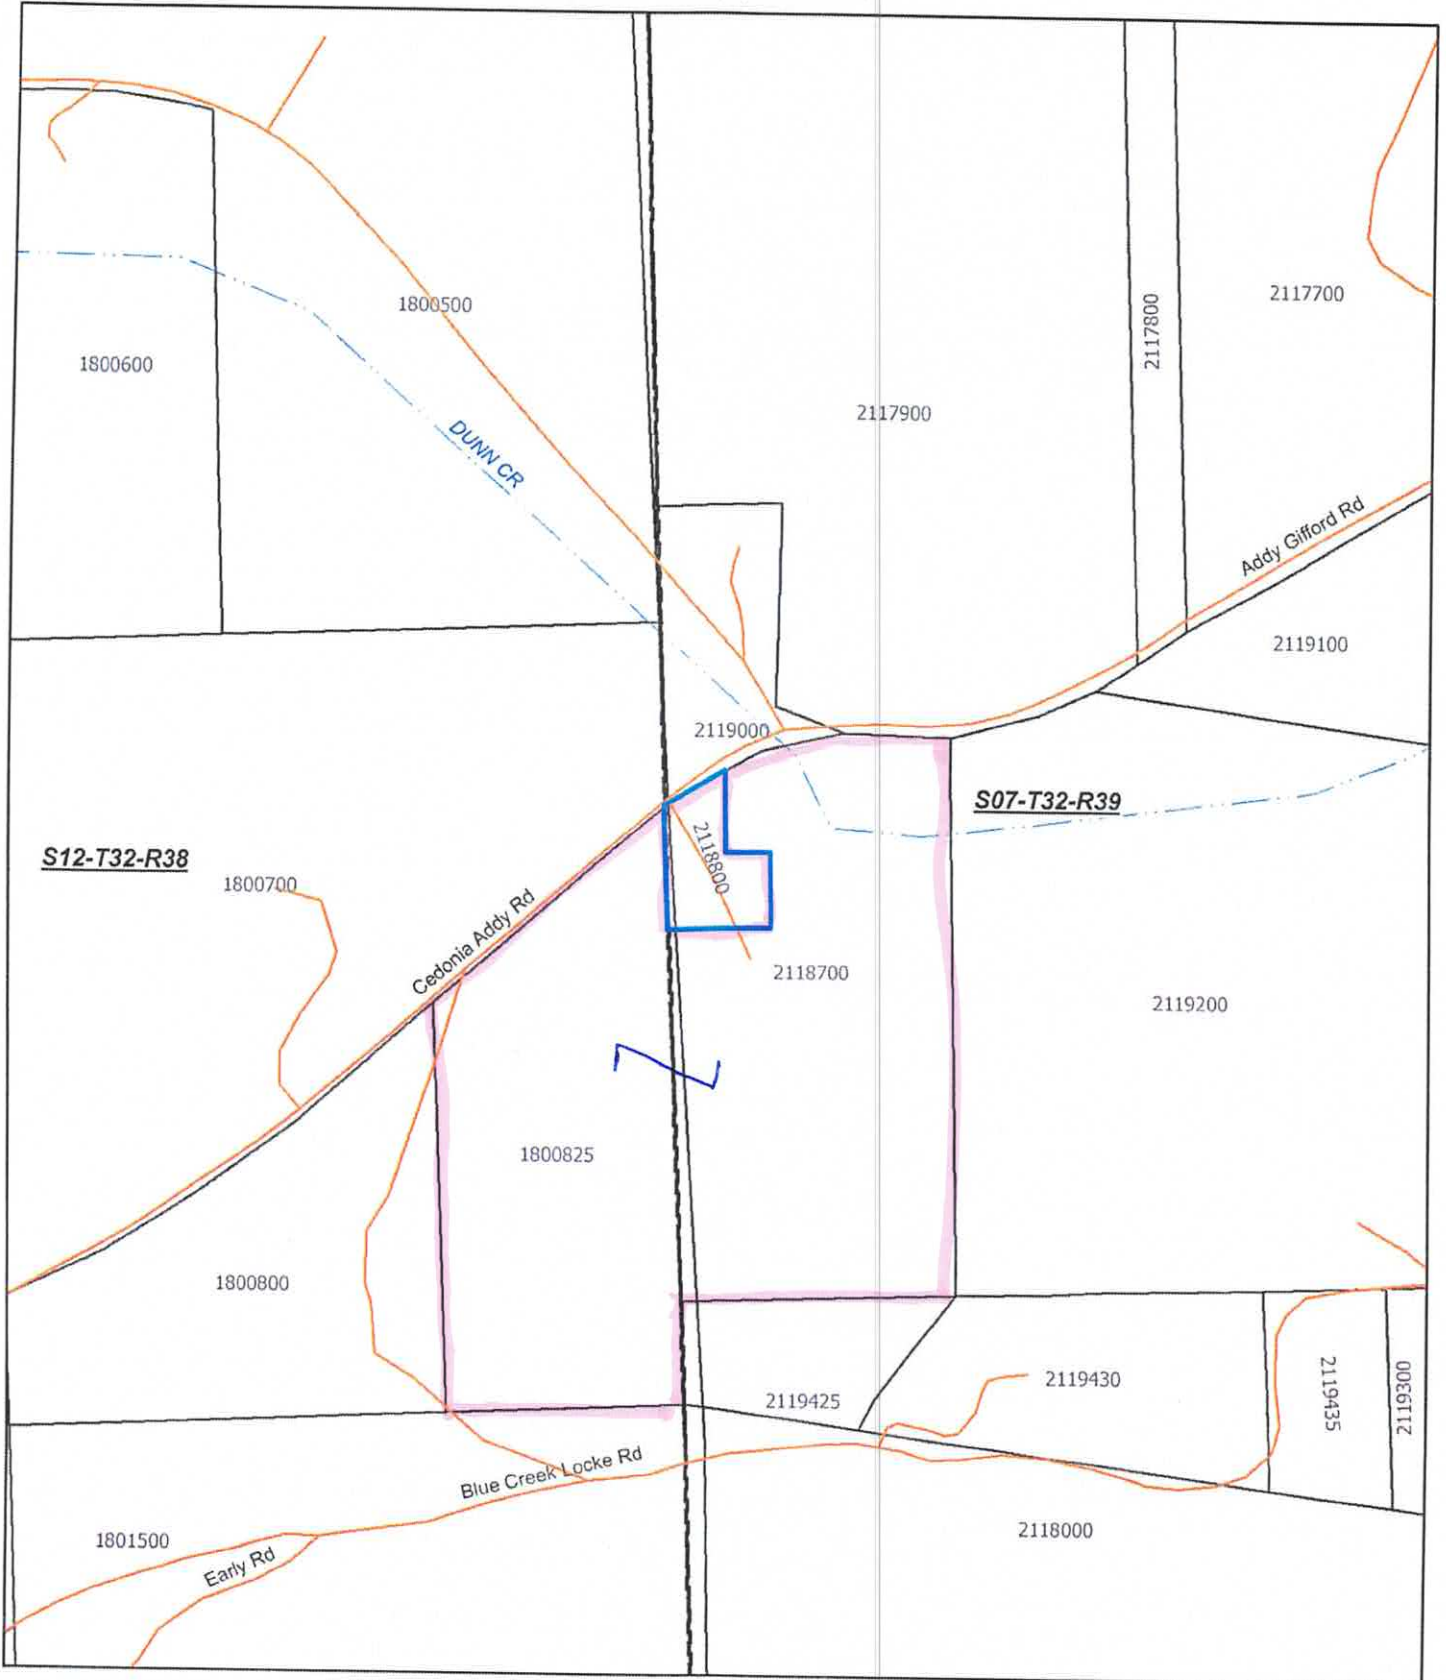 1800500
2117700
2117800
1800600
2117900
DUNN CR
Addy Gifford Rd
2119100
2119000
S07-T32-R39
2118800
S12-T32-R38
1800700
Cedonia Addy Rd
2118700
2119200
1800825
1800800
2119430
2119435
2119300
2119425
Blue Creek Locke Rd
2118000
1801500
Early Rd